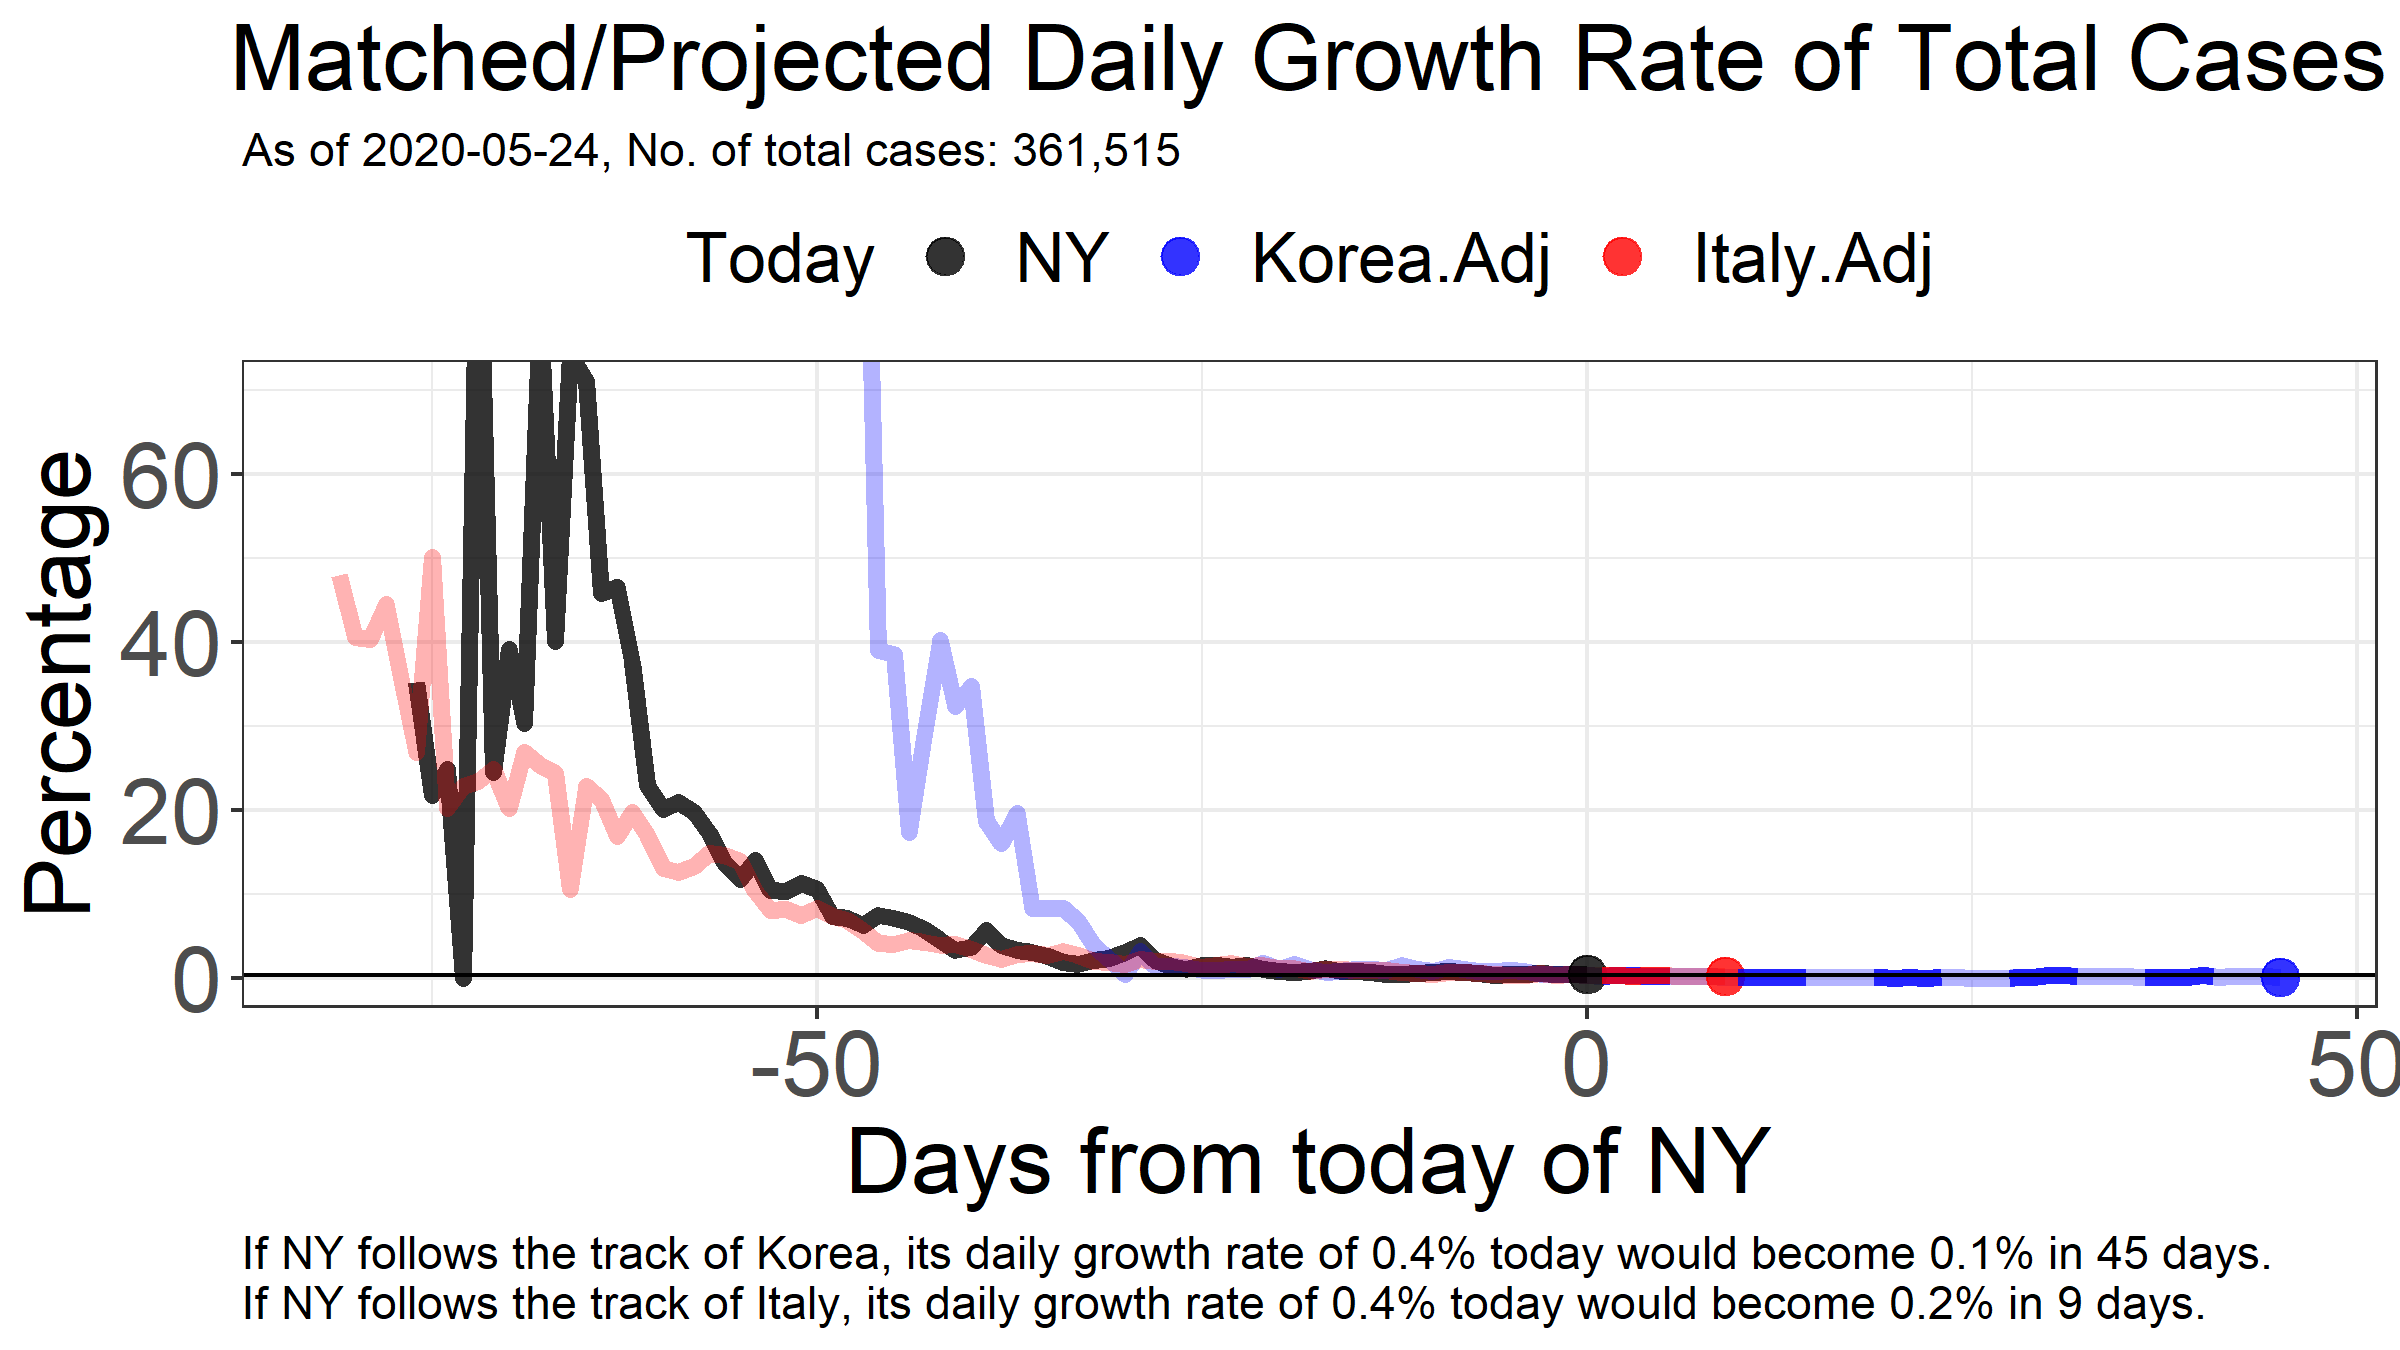 Matched/Projected Daily Growth Rate of Total Cases
As of 2020-05-24, No. of total cases: 361,515
Today NY Korea.Adj Italy.Adj
Percentage
60
40
20
0
-50 0 50
Days from today of NY
If NY follows the track of Korea, its daily growth rate of 0.4% today would become 0.1% in 45 days.
If NY follows the track of Italy, its daily growth rate of 0.4% today would become 0.2% in 9 days.